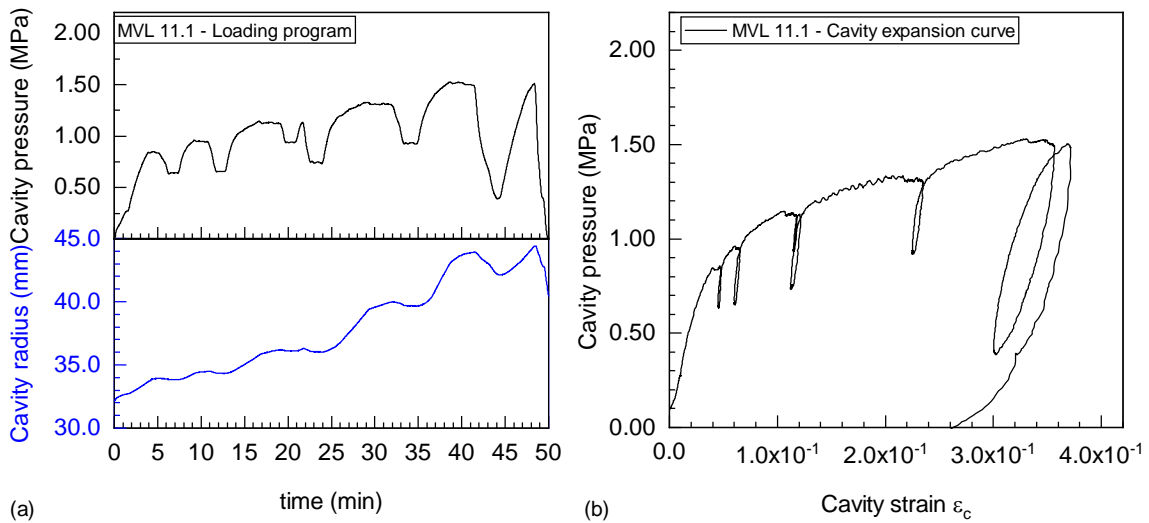 MVL 11.1 - Loading program
Cavity pressure (MPa)
2.00
1.50
1.00
0.50
Cavity radius (mm)
45.0
40.0
35.0
30.0
0 5 10 15 20 25 30 35 40 45 50
time (min)
(a)
MVL 11.1 - Cavity expansion curve
Cavity pressure (MPa)
2.00
1.50
1.00
0.50
0.00
0.0 1.0x10⁻¹ 2.0x10⁻¹ 3.0x10⁻¹ 4.0x10⁻¹
Cavity strain ε_c
(b)